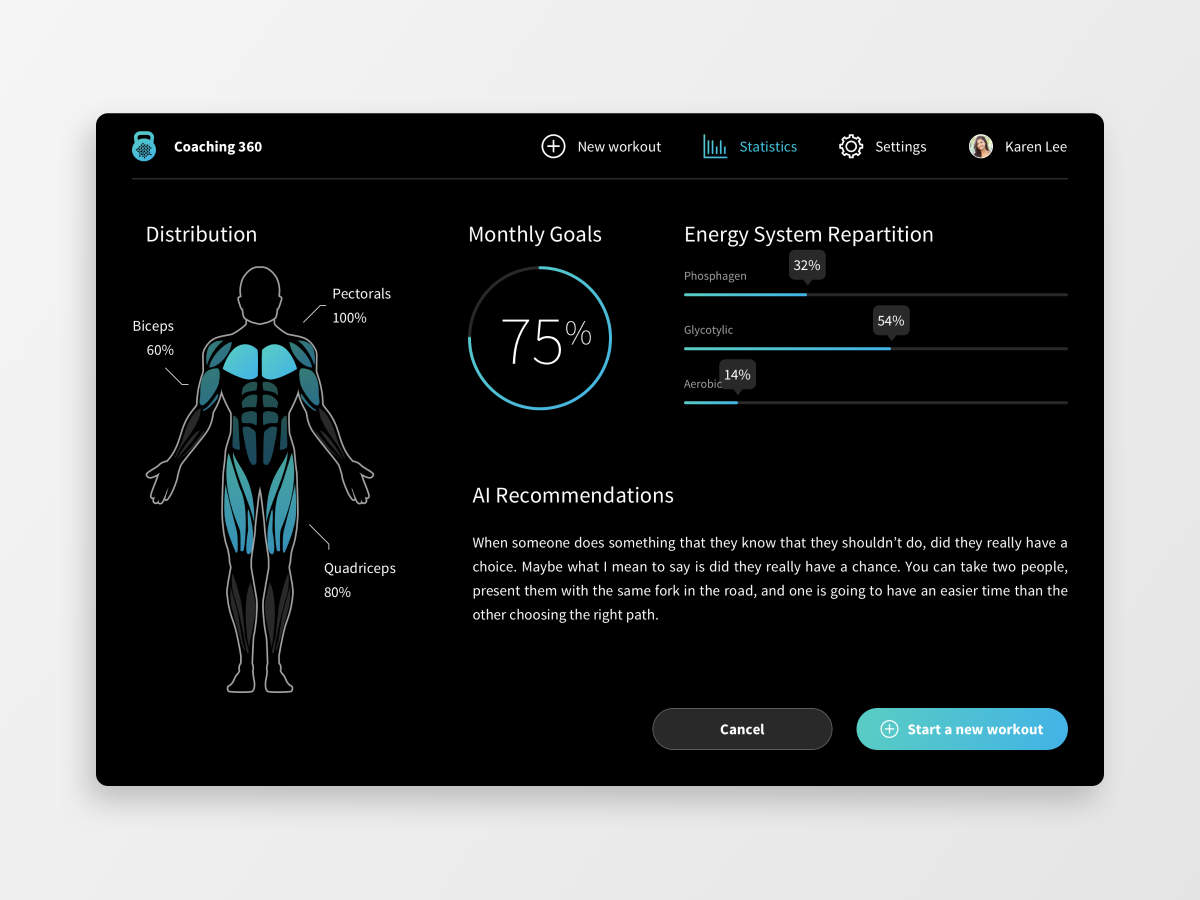 Coaching 360
New workout
Statistics
Settings
Karen Lee
Distribution
Pectorals
100%
Biceps
60%
Quadriceps
80%
Monthly Goals
75%
Energy System Repartition
Phosphagen
32%
Glycotylic
54%
Aerobic
14%
AI Recommendations
When someone does something that they know that they shouldn’t do, did they really have a
choice. Maybe what I mean to say is did they really have a chance. You can take two people,
present them with the same fork in the road, and one is going to have an easier time than the
other choosing the right path.
Cancel
Start a new workout